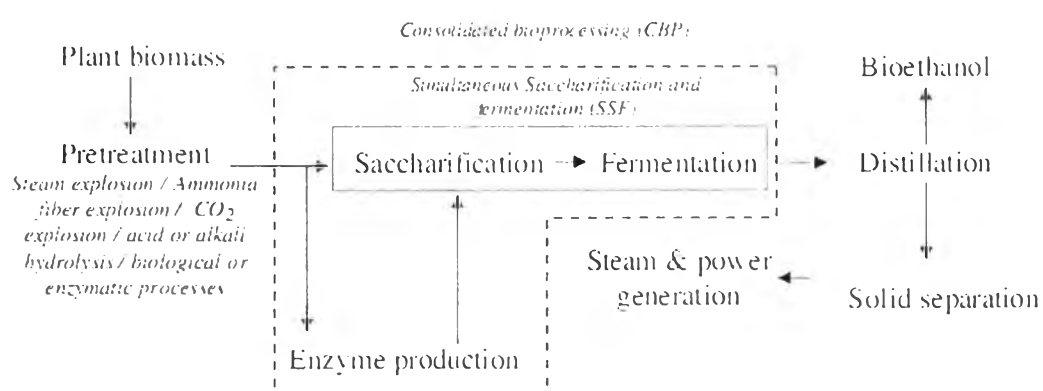 Consolidated bioprocessing (CBP)
Plant biomass
Simultaneous Saccharification and
fermentation (SSF)
Bioethanol
Pretreatment
Steam explosion / Ammonia
fiber explosion / CO2
explosion / acid or alkali
hydrolysis / biological or
enzymatic processes
Saccharification
Fermentation
Distillation
Steam & power
generation
Solid separation
Enzyme production